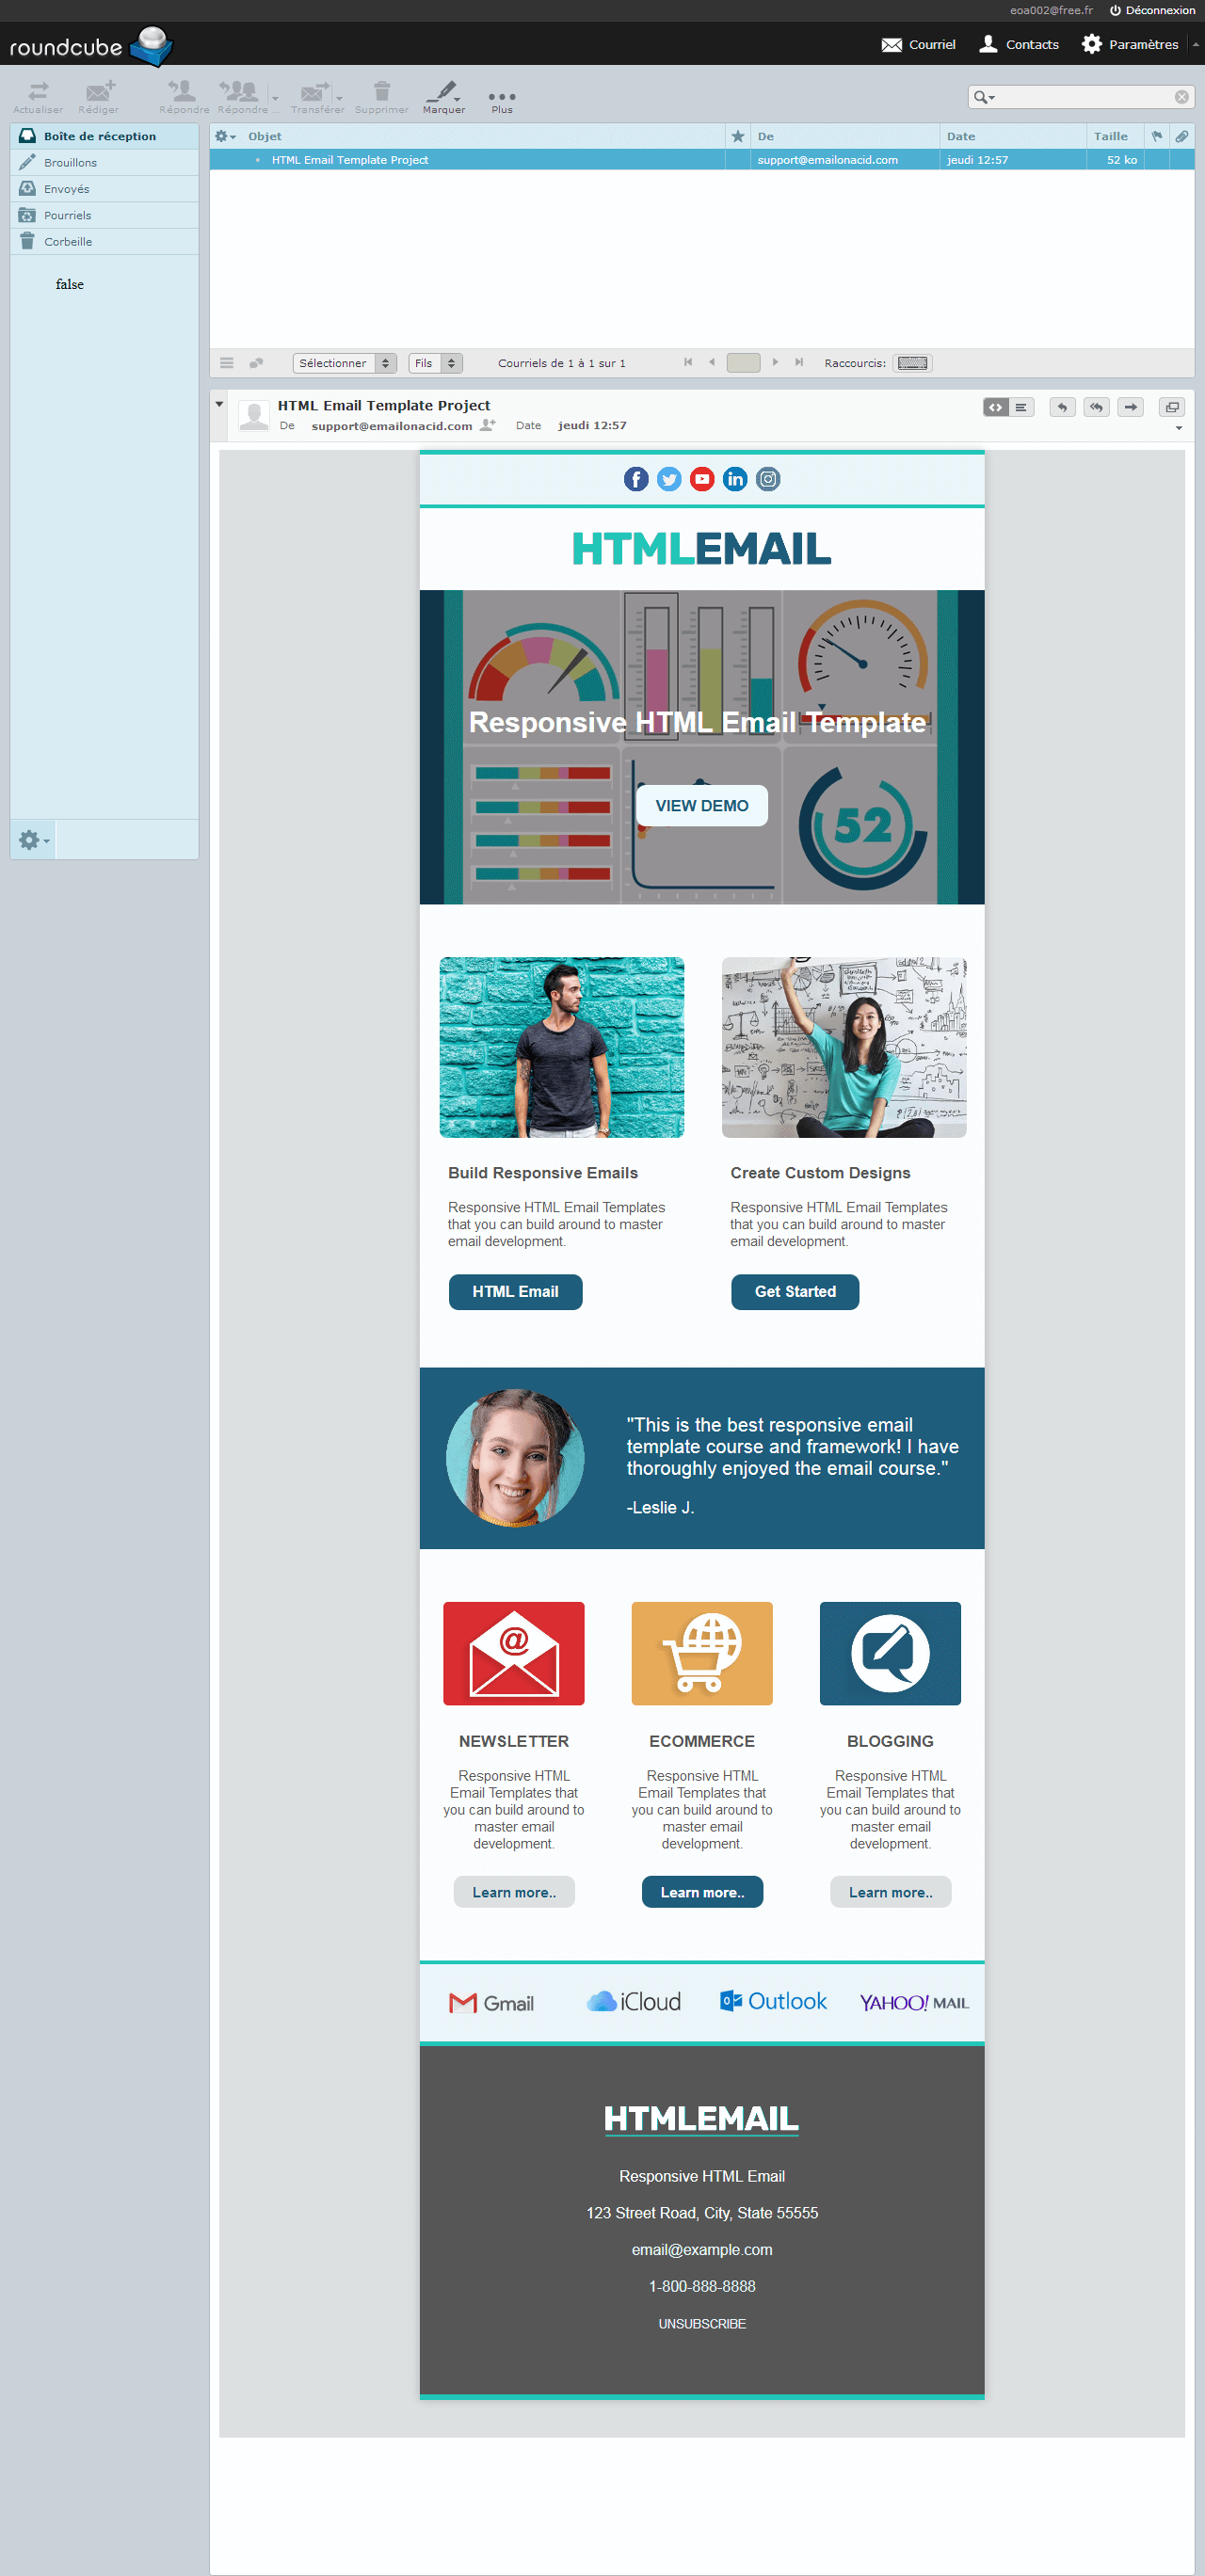 eoa002@free.fr Déconnexion
roundcube
Courriel Contacts Paramètres
Actualiser Rédiger Répondre Répondre ... Transférer Supprimer Marquer Plus
Boîte de réception
Brouillons
Envoyés
Pourriels
Corbeille
false
Objet De Date Taille
HTML Email Template Project support@emailonacid.com jeudi 12:57 52 ko
Sélectionner Fils Courriels de 1 à 1 sur 1 Raccourcis:
HTML Email Template Project
De support@emailonacid.com Date jeudi 12:57
HTMLEMAIL
Responsive HTML Email Template
VIEW DEMO
52
Build Responsive Emails
Responsive HTML Email Templates
that you can build around to master
email development.
HTML Email
Create Custom Designs
Responsive HTML Email Templates
that you can build around to master
email development.
Get Started
"This is the best responsive email
template course and framework! I have
thoroughly enjoyed the email course."
-Leslie J.
NEWSLETTER
Responsive HTML
Email Templates that
you can build around to
master email
development.
Learn more..
ECOMMERCE
Responsive HTML
Email Templates that
you can build around to
master email
development.
Learn more..
BLOGGING
Responsive HTML
Email Templates that
you can build around to
master email
development.
Learn more..
Gmail iCloud Outlook YAHOO! MAIL
HTMLEMAIL
Responsive HTML Email
123 Street Road, City, State 55555
email@example.com
1-800-888-8888
UNSUBSCRIBE